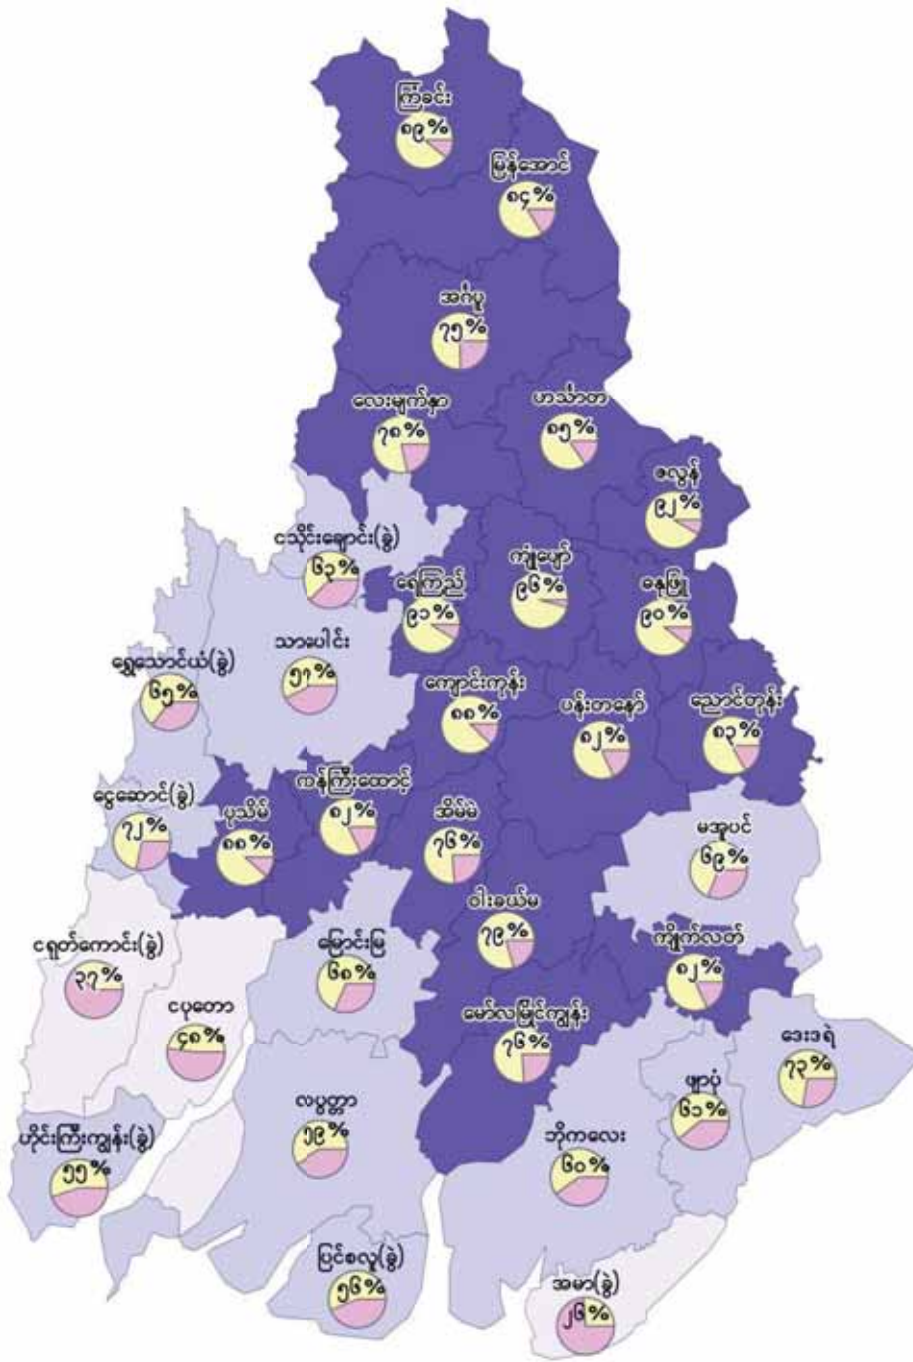 ကြံခင်း
၈၉%
မြန်အောင်
၈၄%
အင်္ဂပူ
၇၅%
လေးမျက်နှာ
၇၈%
ဟင်္သာတ
၈၅%
ဇလွန်
၉၂%
ငသိုင်းချောင်း(ခွဲ)
၆၃%
ရေကြည်
၉၁%
ကျုံပျော်
၉၆%
ဓနုဖြူ
၉၀%
သာပေါင်း
၅၇%
ရွှေသောင်ယံ(ခွဲ)
၆၅%
ကျောင်းကုန်း
၈၈%
ပန်းတနော်
၈၂%
ညောင်တုန်း
၈၃%
ငွေဆောင်(ခွဲ)
၇၂%
ပုသိမ်
၈၈%
ကန်ကြီးထောင့်
၈၂%
အိမ်မဲ
၇၆%
မအူပင်
၆၉%
ဝါးခယ်မ
၇၉%
ကျိုက်လတ်
၈၂%
ငရုတ်ကောင်း(ခွဲ)
၃၇%
မြောင်းမြ
၆၈%
ငပုတော
၄၈%
မော်လမြိုင်ကျွန်း
၇၆%
ဒေးဒရဲ
၇၃%
ဖျာပုံ
၆၁%
လပွတ္တာ
၅၉%
ဟိုင်းကြီးကျွန်း(ခွဲ)
၅၅%
ဘိုကလေး
၆၀%
ပြင်စလူ(ခွဲ)
၅၆%
အမာ(ခွဲ)
၂၆%